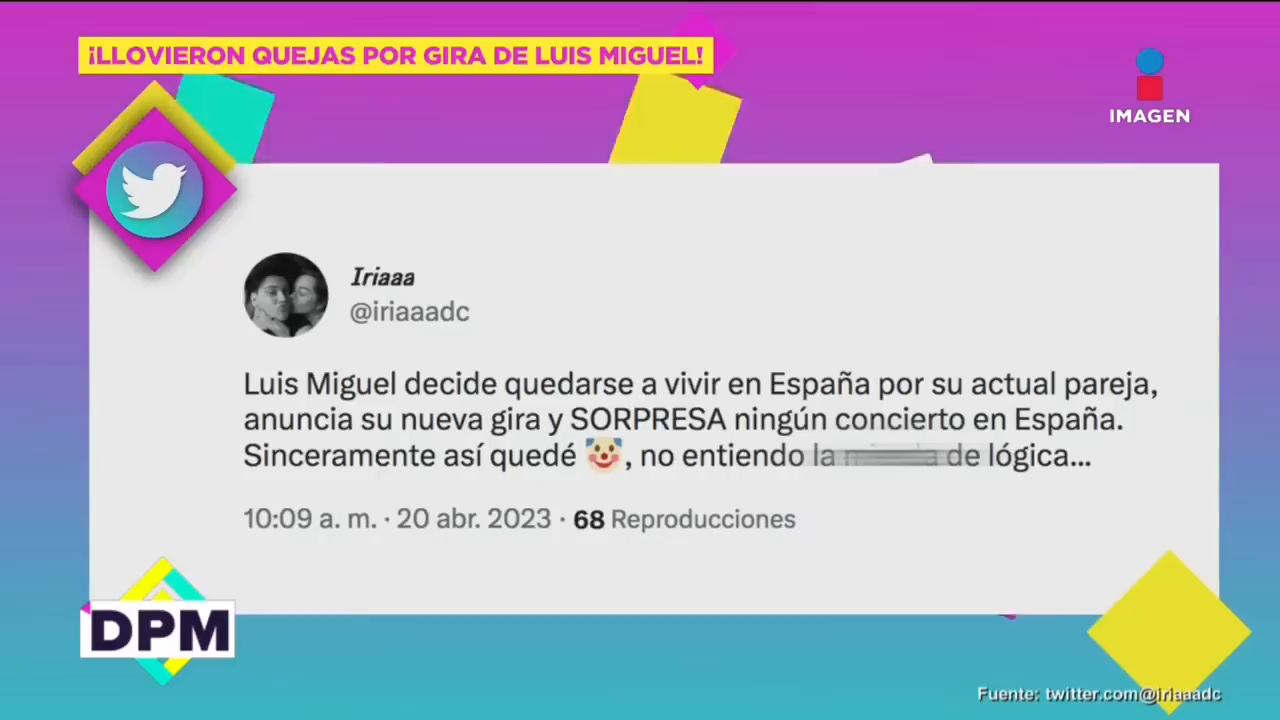 ¡LLOVIERON QUEJAS POR GIRA DE LUIS MIGUEL!
IMAGEN
Iriaaa
@iriaaadc
Luis Miguel decide quedarse a vivir en España por su actual pareja,
anuncia su nueva gira y SORPRESA ningún concierto en España.
Sinceramente así quedé 🤡, no entiendo la de lógica...
10:09 a. m. · 20 abr. 2023 · 68 Reproducciones
DPM
Fuente: twitter.com@iriaaadc